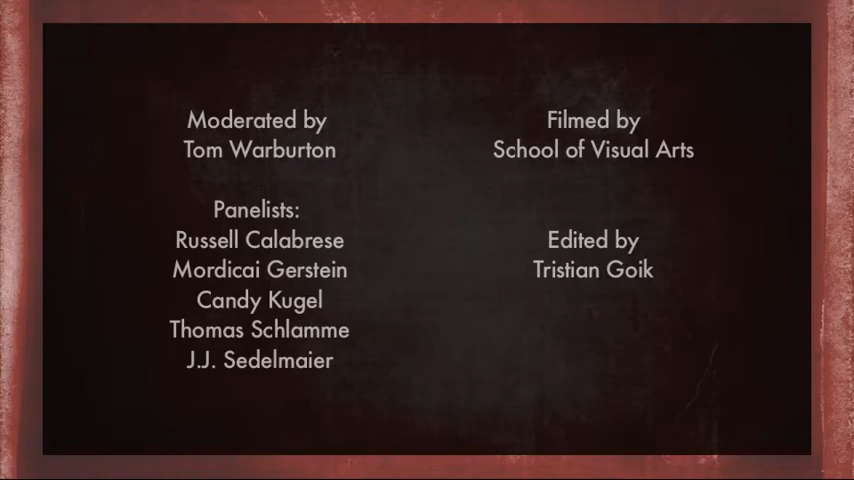 Moderated by
Tom Warburton
Panelists:
Russell Calabrese
Mordicai Gerstein
Candy Kugel
Thomas Schlamme
J.J. Sedelmaier
Filmed by
School of Visual Arts
Edited by
Tristian Goik